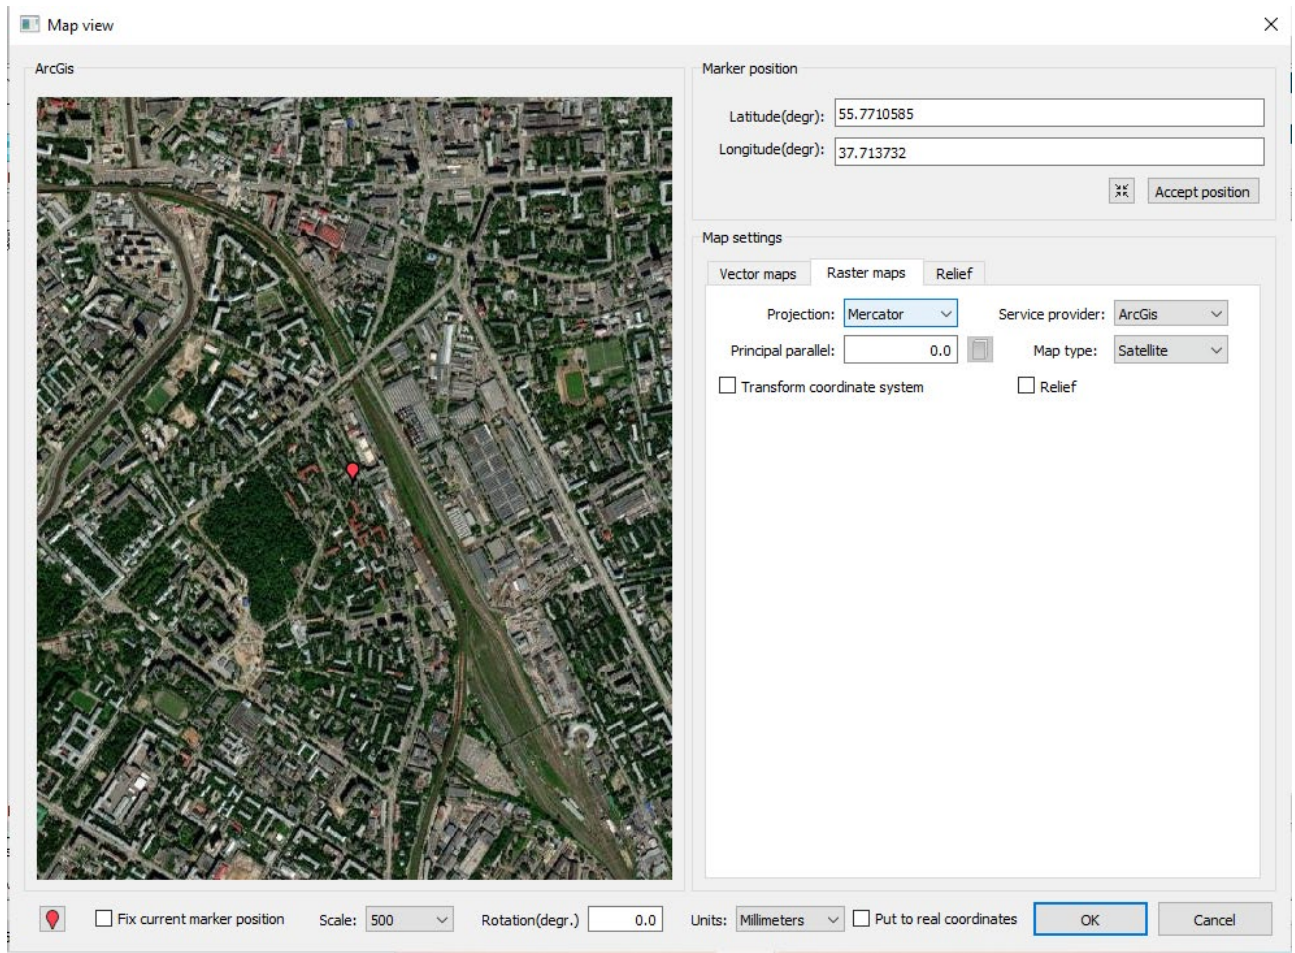 Map view
ArcGis
Marker position
Latitude(degr): 55.7710585
Longitude(degr): 37.713732
Accept position
Map settings
Vector maps Raster maps Relief
Projection: Mercator Service provider: ArcGis
Principal parallel: 0.0 Map type: Satellite
Transform coordinate system Relief
Fix current marker position Scale: 500 Rotation(degr.) 0.0 Units: Millimeters Put to real coordinates OK Cancel